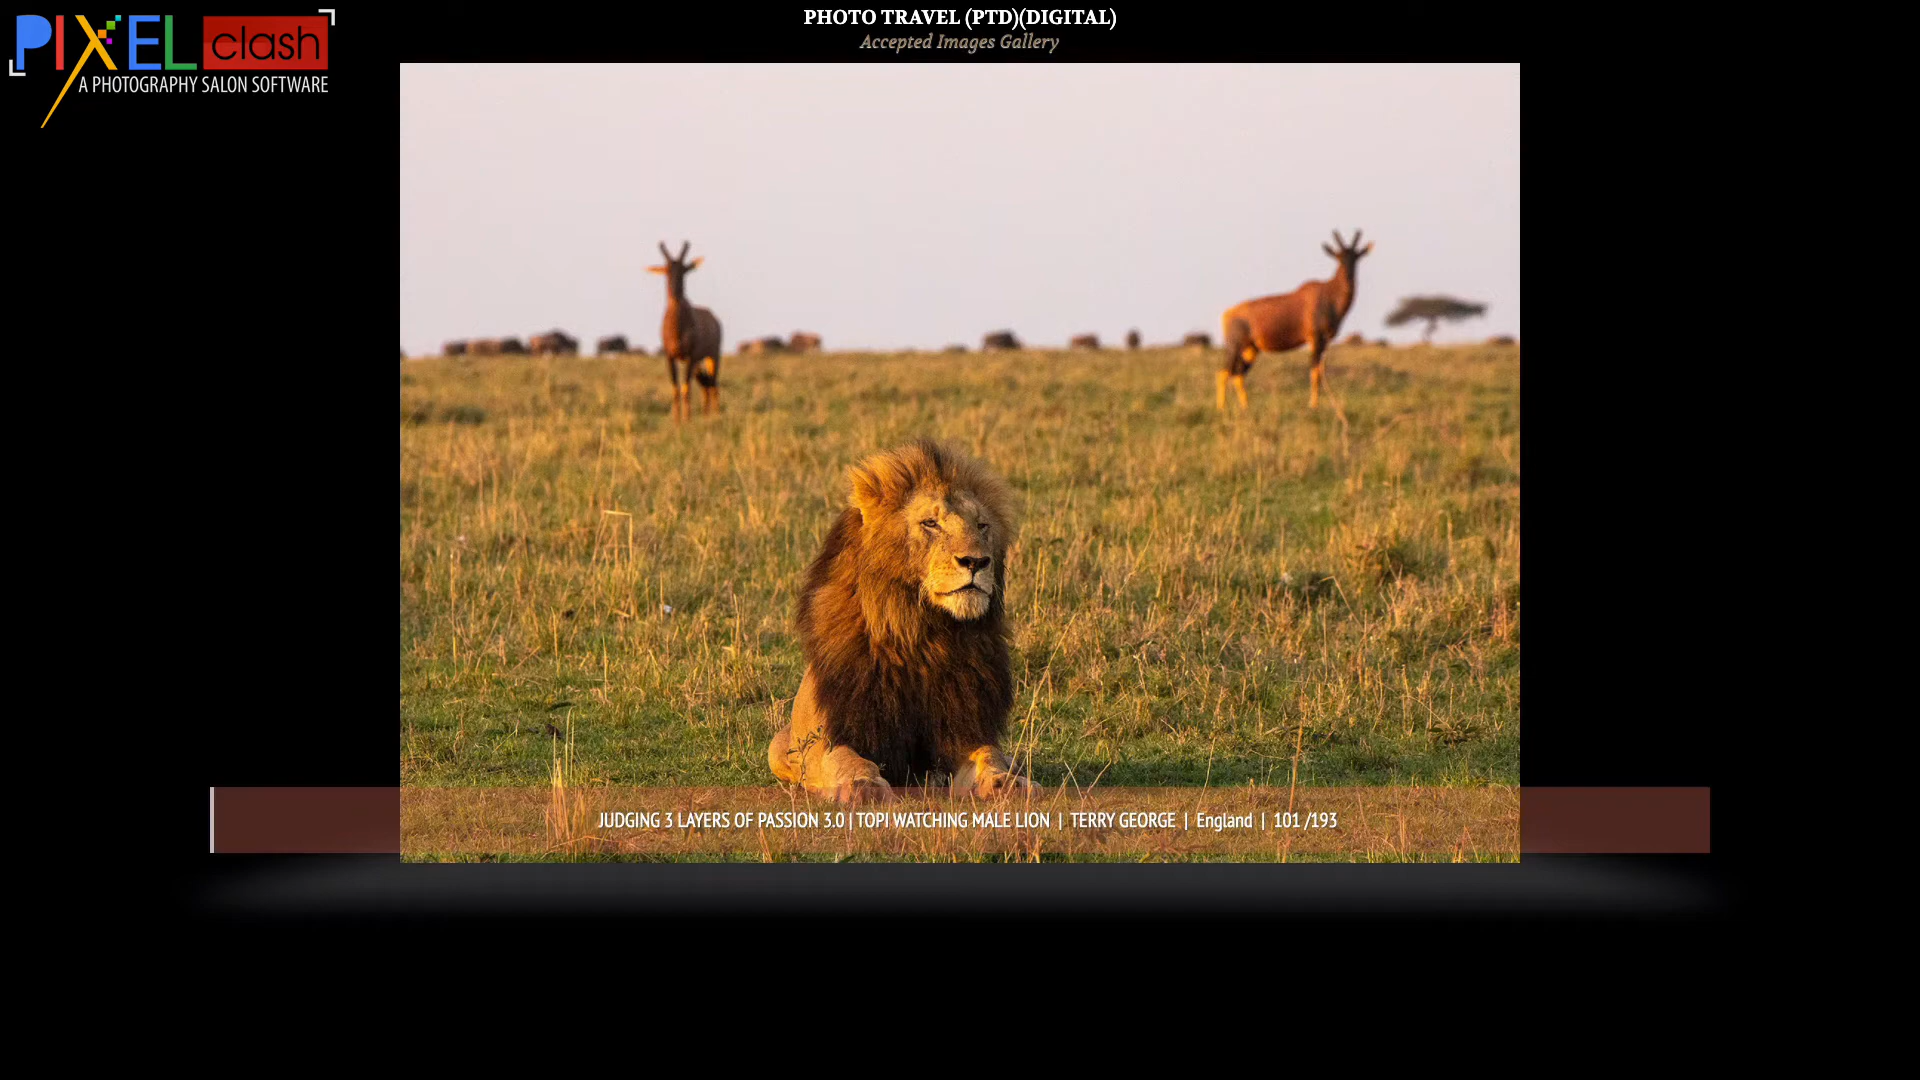 PIXEL clash
A PHOTOGRAPHY SALON SOFTWARE
PHOTO TRAVEL (PTD)(DIGITAL)
Accepted Images Gallery
JUDGING 3 LAYERS OF PASSION 3.0 | TOPI WATCHING MALE LION | TERRY GEORGE | England | 101 /193